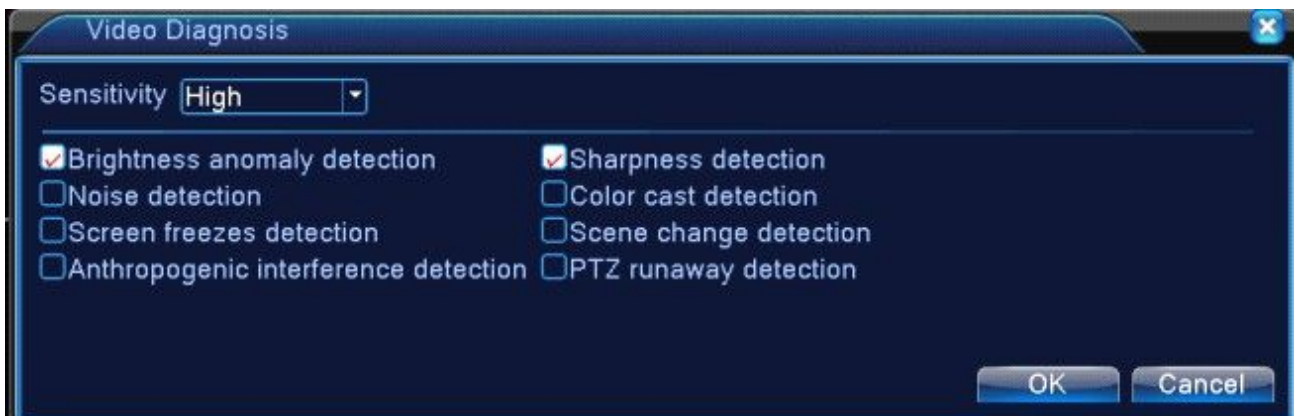 Video Diagnosis
Sensitivity High
Brightness anomaly detection Sharpness detection
Noise detection Color cast detection
Screen freezes detection Scene change detection
Anthropogenic interference detection PTZ runaway detection
OK Cancel